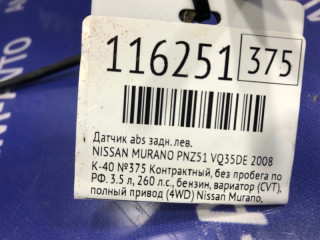 116251 375
Датчик abs задн.лев.
NISSAN MURANO PNZ51 VQ35DE 2008
К-40 №375 Контрактный, без пробега по
РФ. 3.5 л, 260 л.с., бензин, вариатор (CVT),
полный привод (4WD) Nissan Murano,